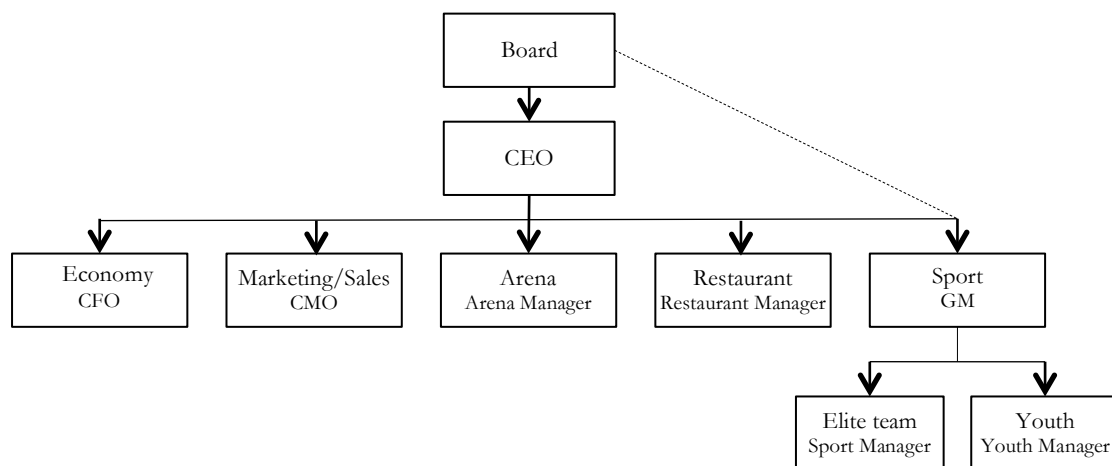 Board
CEO
Economy
CFO
Marketing/Sales
CMO
Arena
Arena Manager
Restaurant
Restaurant Manager
Sport
GM
Elite team
Sport Manager
Youth
Youth Manager